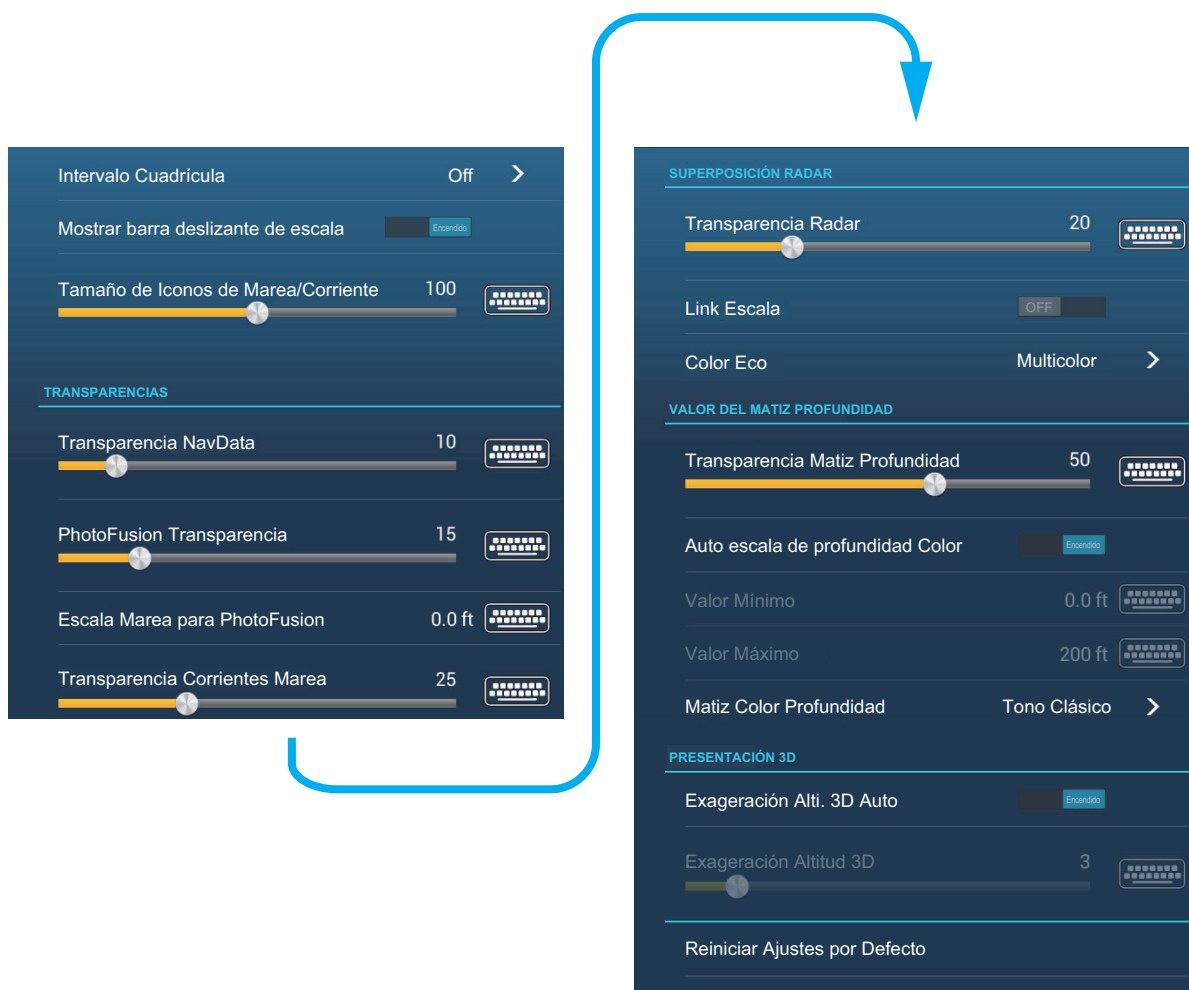 Intervalo Cuadrícula Off
Mostrar barra deslizante de escala Encendido
Tamaño de Iconos de Marea/Corriente 100
TRANSPARENCIAS
Transparencia NavData 10
PhotoFusion Transparencia 15
Escala Marea para PhotoFusion 0.0 ft
Transparencia Corrientes Marea 25
SUPERPOSICIÓN RADAR
Transparencia Radar 20
Link Escala OFF
Color Eco Multicolor
VALOR DEL MATIZ PROFUNDIDAD
Transparencia Matiz Profundidad 50
Auto escala de profundidad Color Encendido
Valor Mínimo 0.0 ft
Valor Máximo 200 ft
Matiz Color Profundidad Tono Clásico
PRESENTACIÓN 3D
Exageración Alti. 3D Auto Encendido
Exageración Altitud 3D 3
Reiniciar Ajustes por Defecto